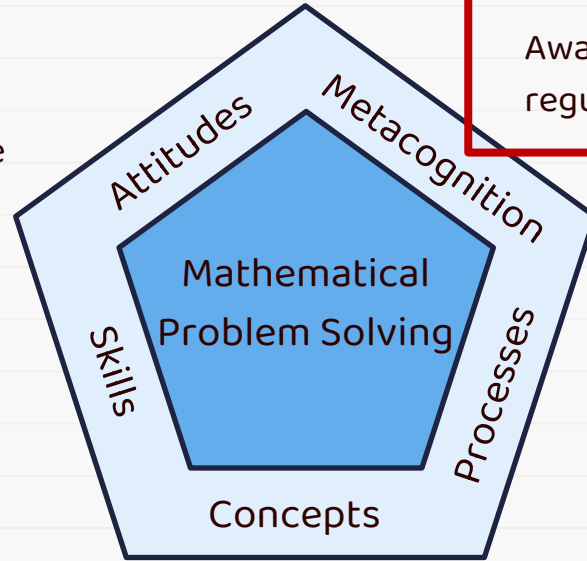 Attitudes
Metacognition
Mathematical
Problem Solving
Skills
Processes
Concepts